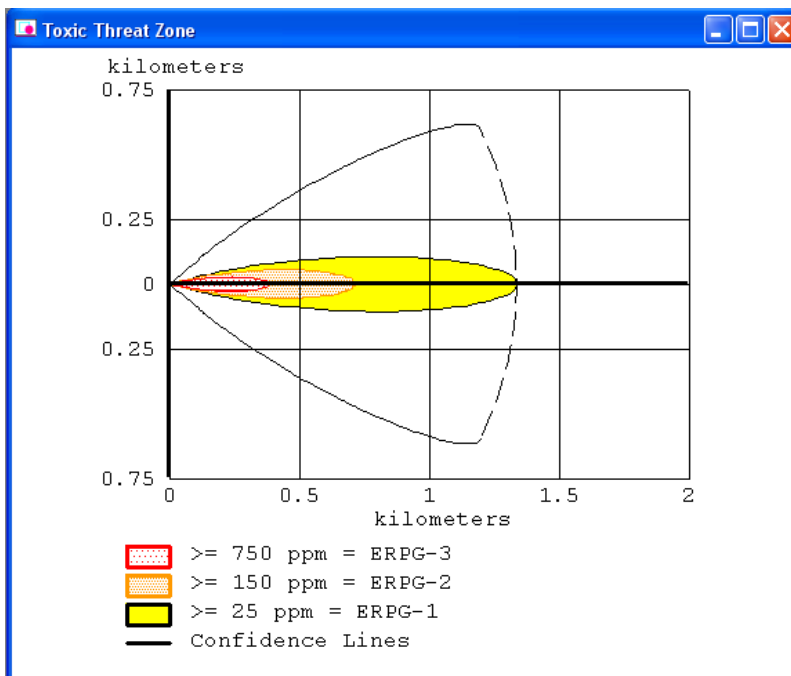 Toxic Threat Zone
kilometers
0.75
0.25
0
0.25
0.75
0 0.5 1 1.5 2
kilometers
>= 750 ppm = ERPG-3
>= 150 ppm = ERPG-2
>= 25 ppm = ERPG-1
Confidence Lines